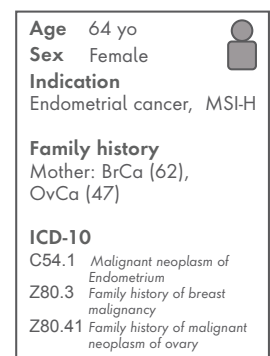 Age 64 yo
Sex Female
Indication
Endometrial cancer, MSI-H
Family history
Mother: BrCa (62),
OvCa (47)
ICD-10
C54.1 Malignant neoplasm of
Endometrium
Z80.3 Family history of breast
malignancy
Z80.41 Family history of malignant
neoplasm of ovary